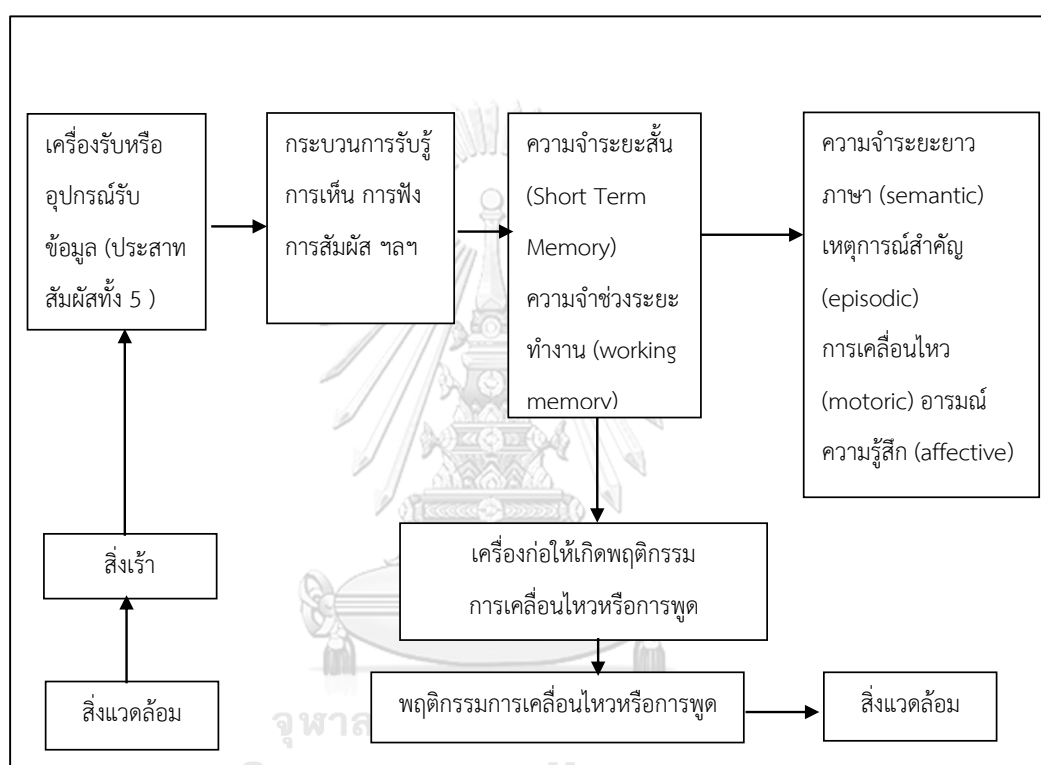 เครื่องรับหรือ
อุปกรณ์รับ
ข้อมูล (ประสาท
สัมผัสทั้ง 5 )
กระบวนการรับรู้
การเห็น การฟัง
การสัมผัส ฯลฯ
ความจำระยะสั้น
(Short Term
Memory)
ความจำช่วงระยะ
ทำงาน (working
memory)
ความจำระยะยาว
ภาษา (semantic)
เหตุการณ์สำคัญ
(episodic)
การเคลื่อนไหว
(motoric) อารมณ์
ความรู้สึก (affective)
สิ่งเร้า
เครื่องก่อให้เกิดพฤติกรรม
การเคลื่อนไหวหรือการพูด
สิ่งแวดล้อม
พฤติกรรมการเคลื่อนไหวหรือการพูด
สิ่งแวดล้อม